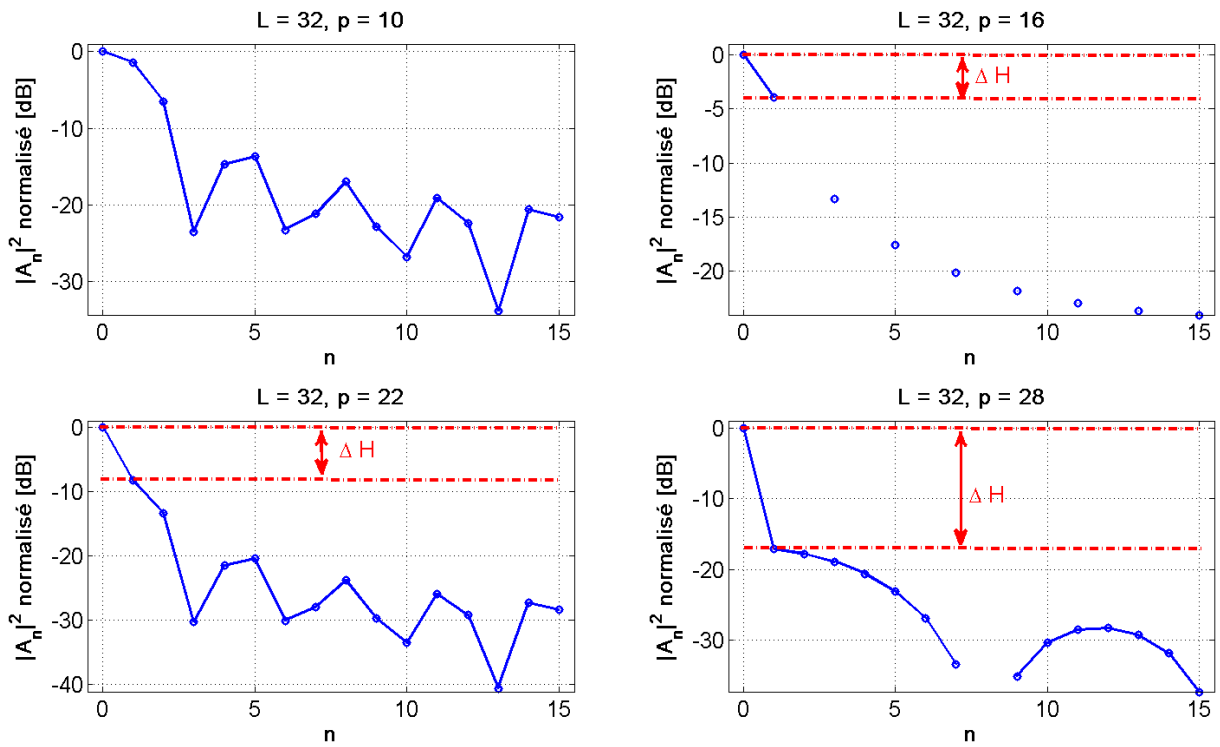 L = 32, p = 10
|Aₙ|² normalisé [dB]
0
-10
-20
-30
0
5
10
15
n
L = 32, p = 16
|Aₙ|² normalisé [dB]
0
-5
-10
-15
-20
Δ H
0
5
10
15
n
L = 32, p = 22
|Aₙ|² normalisé [dB]
0
-10
-20
-30
-40
Δ H
0
5
10
15
n
L = 32, p = 28
|Aₙ|² normalisé [dB]
0
-10
-20
-30
Δ H
0
5
10
15
n